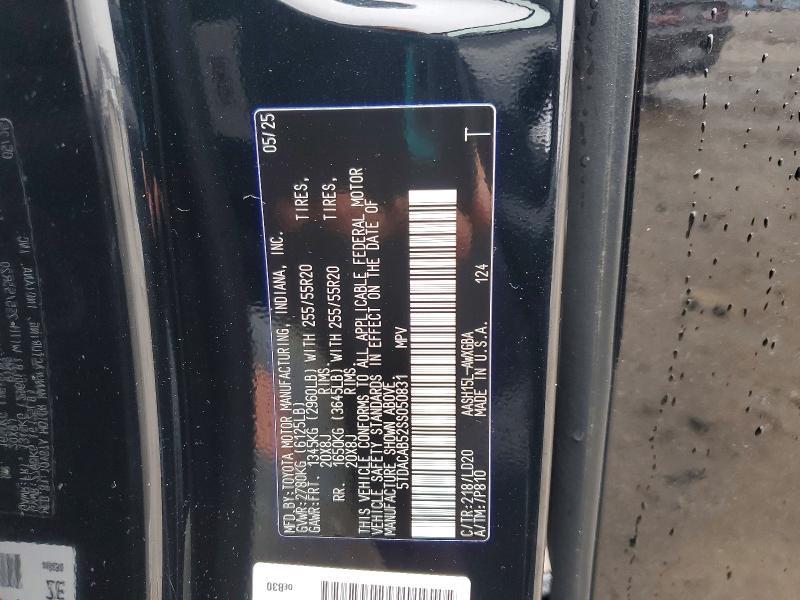 MFD.BY:TOYOTA MOTOR MANUFACTURING, INDIANA, INC. 05/25
GVWR:2780KG (6125LB)
GAWR:FRT. 1345KG (2960LB) WITH 255/55R20 TIRES,
20X8J RIMS,
RR. 1650KG (3645LB) WITH 255/55R20 TIRES,
20X8J RIMS
THIS VEHICLE CONFORMS TO ALL APPLICABLE FEDERAL MOTOR
VEHICLE SAFETY STANDARDS IN EFFECT ON THE DATE OF
MANUFACTURE SHOWN ABOVE.
5TDACAB52SS050831 MPV
C/TR:218/LD20 AASH15L-AWXGBA T
A/TM:7P810 MADE IN U.S.A. 124
0EB30